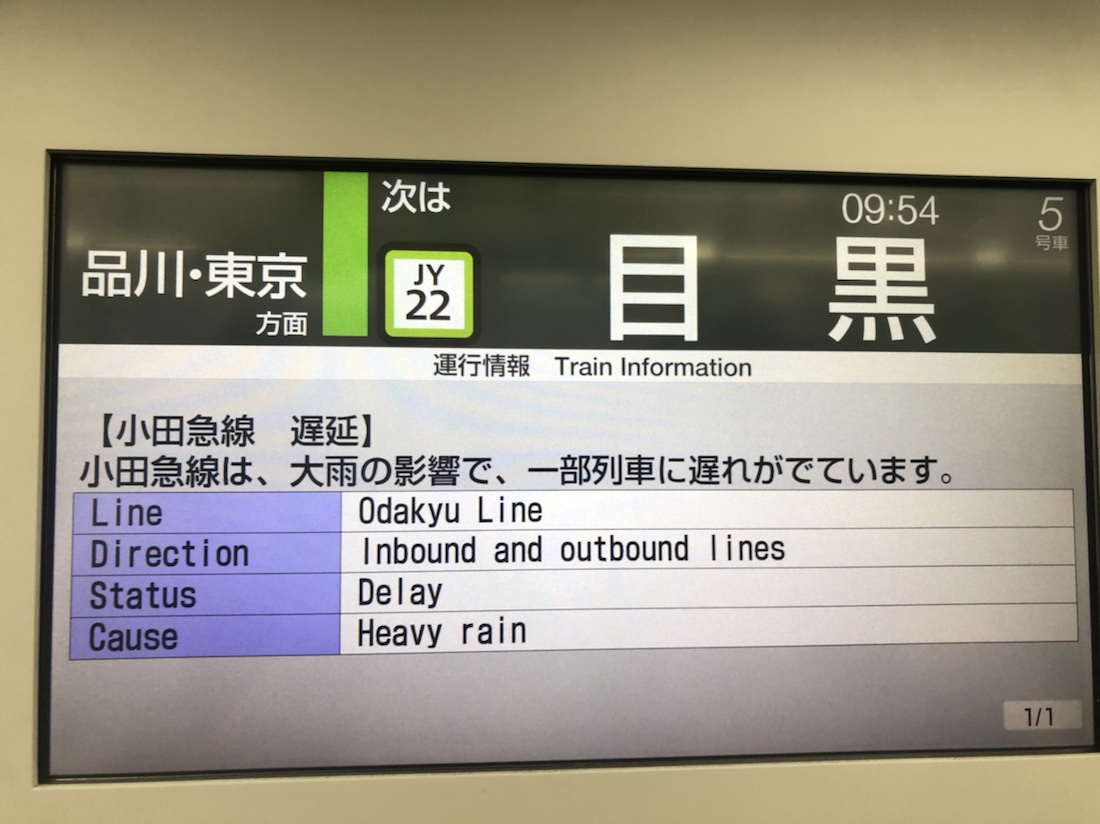 次は
09:54
5
号車
品川・東京
方面
JY
22
目黒
運行情報 Train Information
【小田急線 遅延】
小田急線は、大雨の影響で、一部列車に遅れがでています。
Line Odakyu Line
Direction Inbound and outbound lines
Status Delay
Cause Heavy rain
1/1